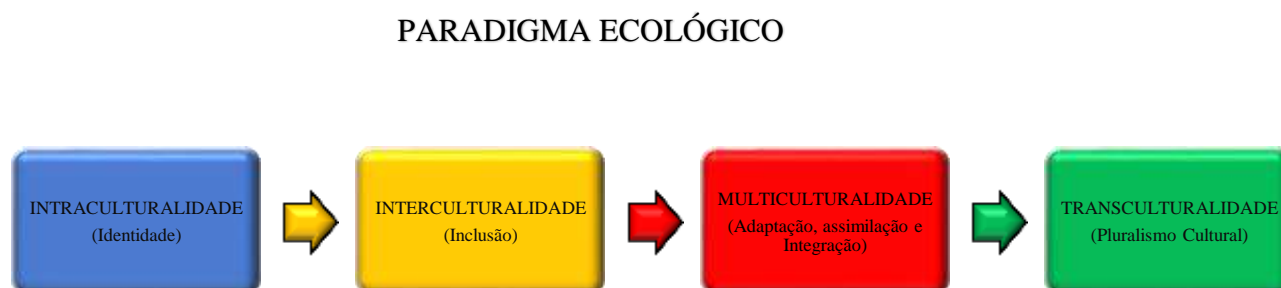 PARADIGMA ECOLÓGICO
INTRACULTURALIDADE
(Identidade)
INTERCULTURALIDADE
(Inclusão)
MULTICULTURALIDADE
(Adaptação, assimilação e
Integração)
TRANSCULTURALIDADE
(Pluralismo Cultural)